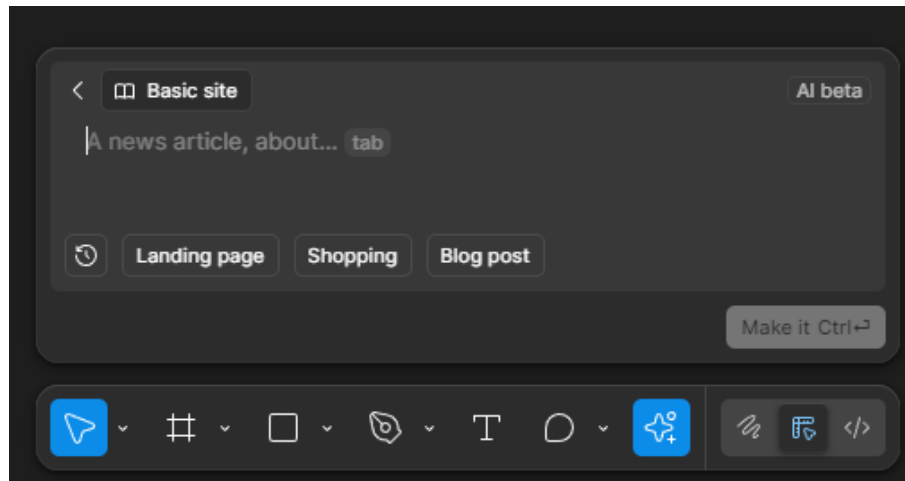 Basic site
AI beta
A news article, about... tab
Landing page
Shopping
Blog post
Make it Ctrl↵
T
</>